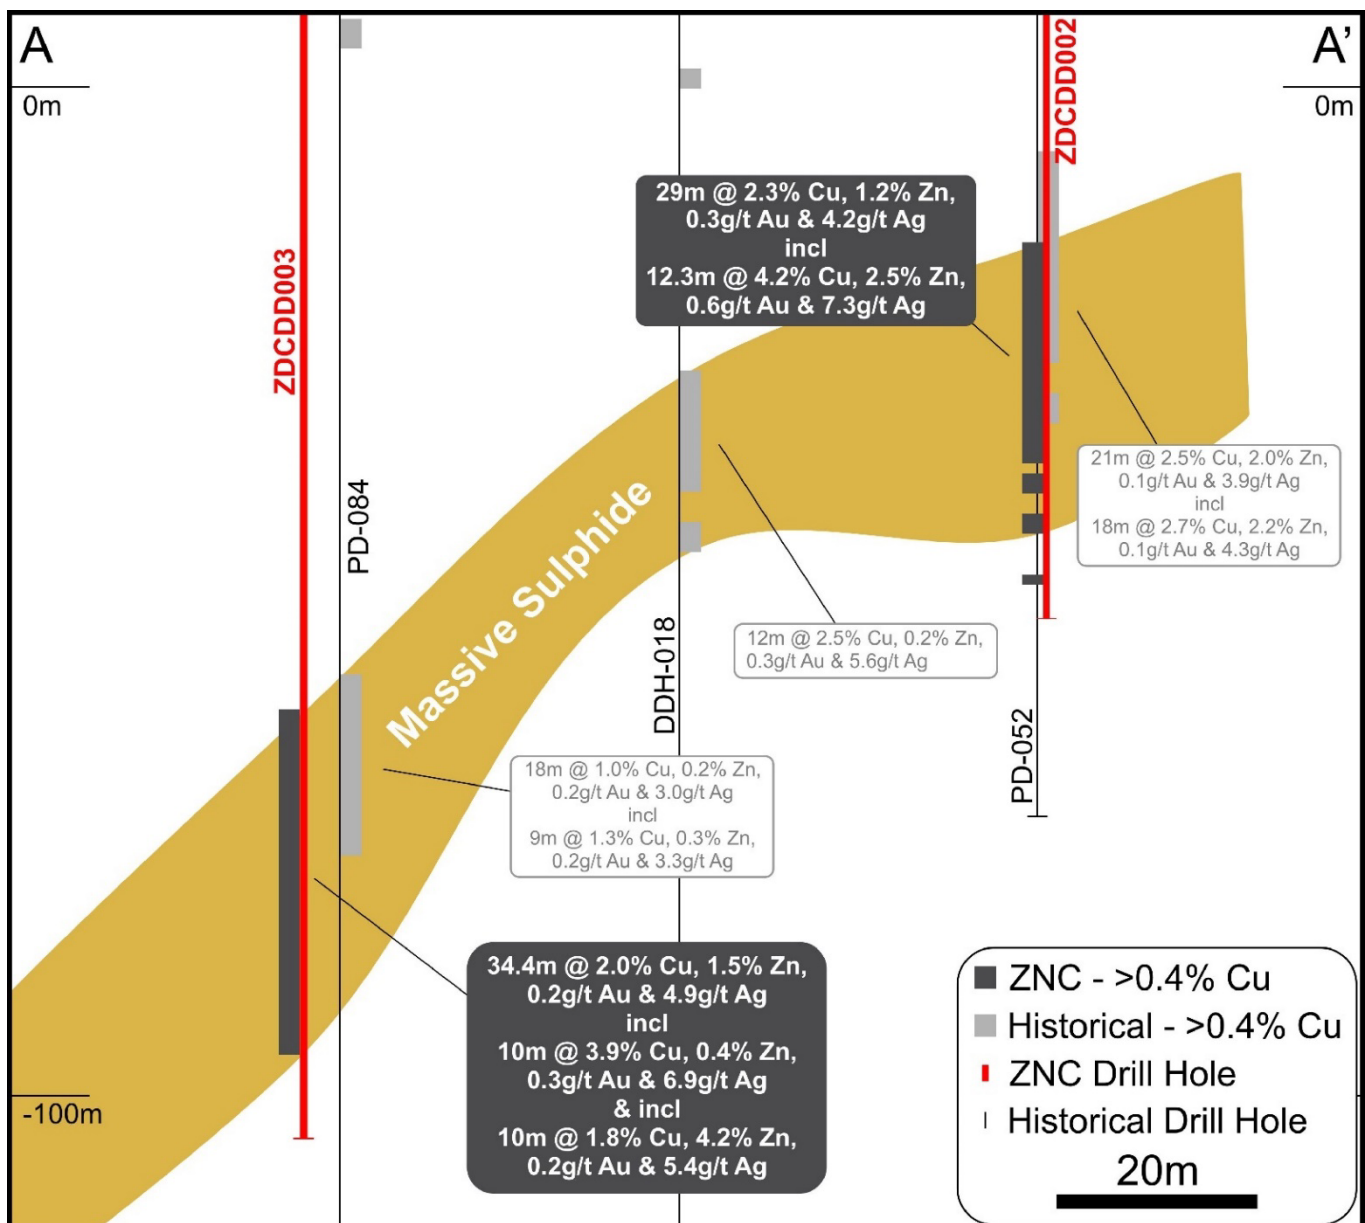 A
A'
0m
0m
ZDCDD002
ZDCDD003
29m @ 2.3% Cu, 1.2% Zn,
0.3g/t Au & 4.2g/t Ag
incl
12.3m @ 4.2% Cu, 2.5% Zn,
0.6g/t Au & 7.3g/t Ag
PD-084
Massive Sulphide
21m @ 2.5% Cu, 2.0% Zn,
0.1g/t Au & 3.9g/t Ag
incl
18m @ 2.7% Cu, 2.2% Zn,
0.1g/t Au & 4.3g/t Ag
12m @ 2.5% Cu, 0.2% Zn,
0.3g/t Au & 5.6g/t Ag
DDH-018
PD-052
18m @ 1.0% Cu, 0.2% Zn,
0.2g/t Au & 3.0g/t Ag
incl
9m @ 1.3% Cu, 0.3% Zn,
0.2g/t Au & 3.3g/t Ag
34.4m @ 2.0% Cu, 1.5% Zn,
0.2g/t Au & 4.9g/t Ag
incl
10m @ 3.9% Cu, 0.4% Zn,
0.3g/t Au & 6.9g/t Ag
& incl
10m @ 1.8% Cu, 4.2% Zn,
0.2g/t Au & 5.4g/t Ag
-100m
ZNC - >0.4% Cu
Historical - >0.4% Cu
ZNC Drill Hole
Historical Drill Hole
20m